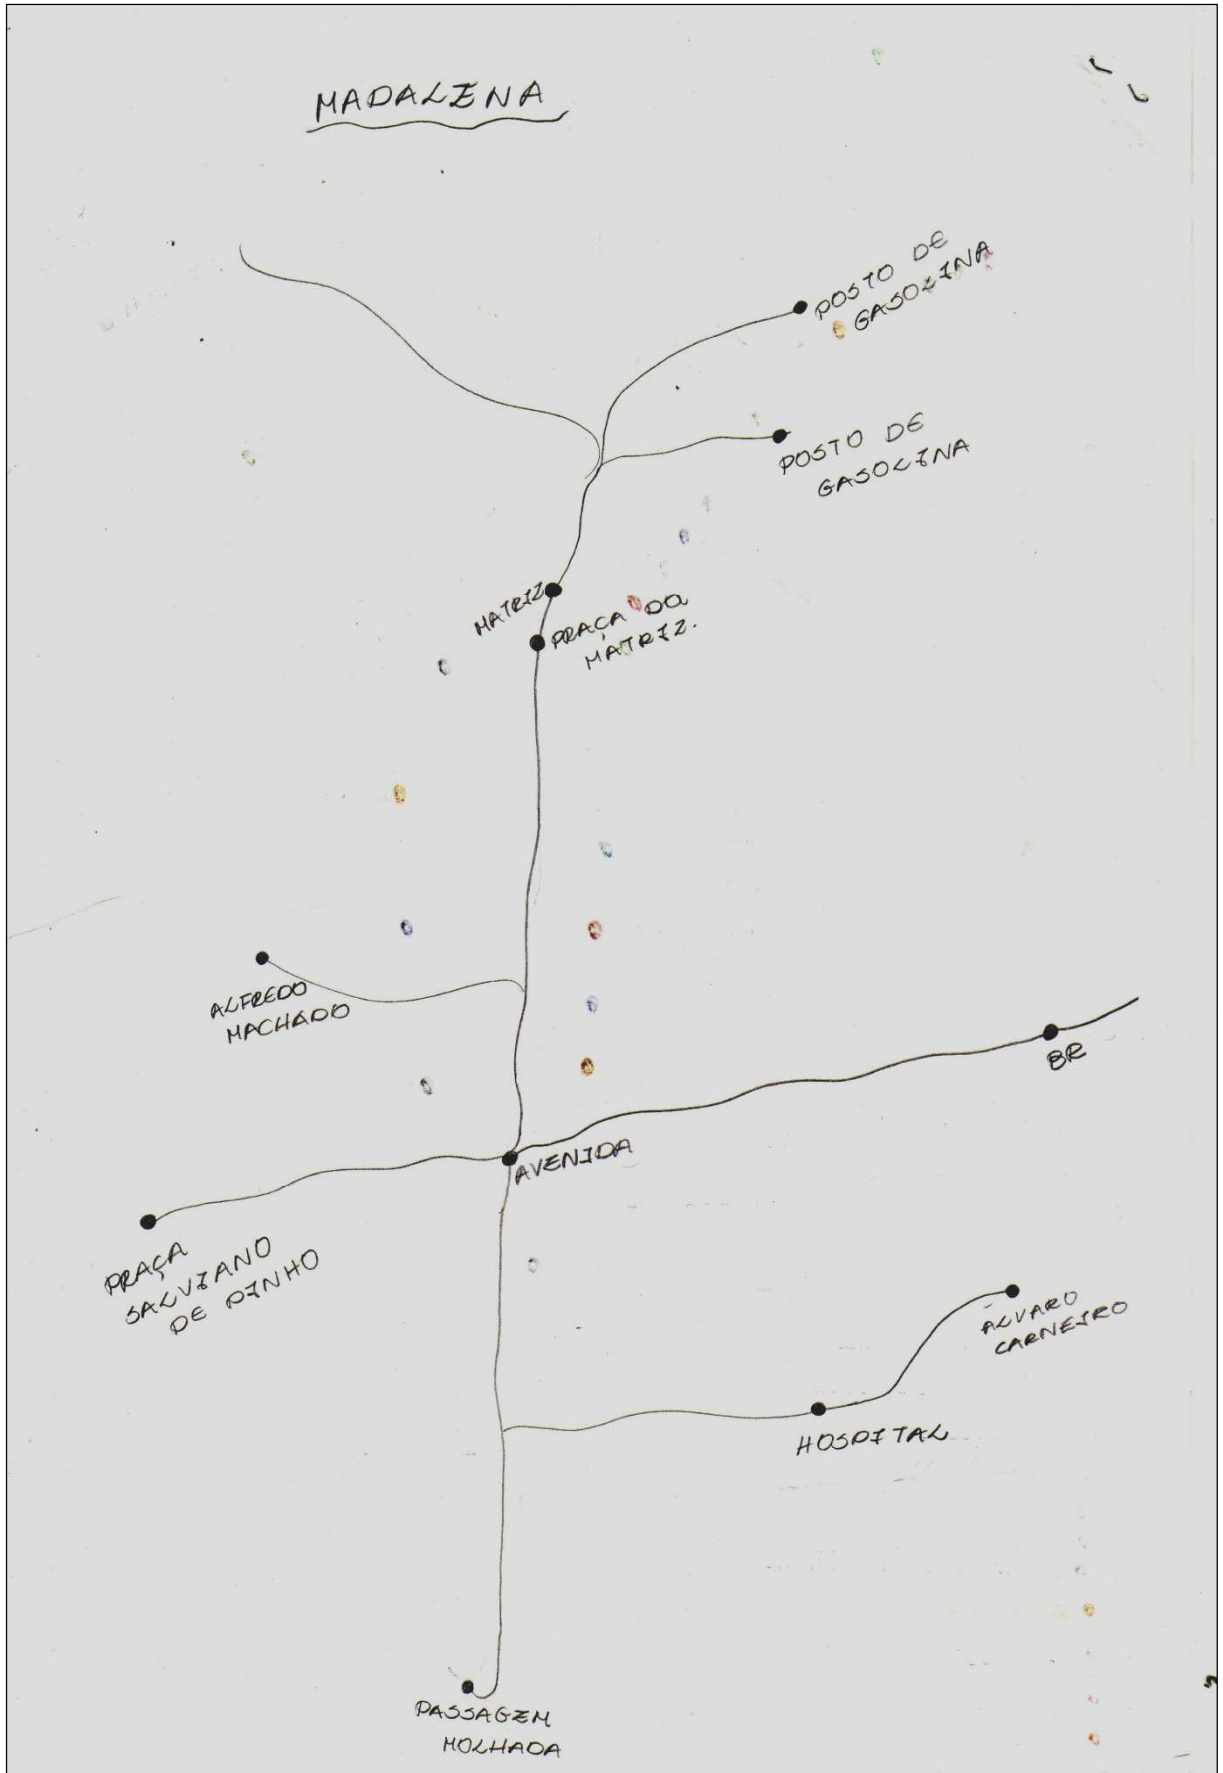 MADALENA
POSTO DE
GASOLINA
POSTO DE
GASOLINA
MATRIZ
PRAÇA DA
MATRIZ.
ALFREDO
MACHADO
BR
AVENIDA
PRAÇA
SALVIANO
DE PINHO
ÁLVARO
CARNEIRO
HOSPITAL
PASSAGEM
MOLHADA